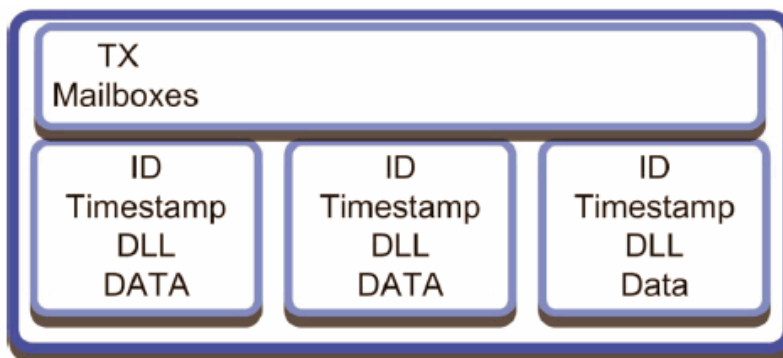 TX
Mailboxes
ID
Timestamp
DLL
DATA
ID
Timestamp
DLL
DATA
ID
Timestamp
DLL
Data